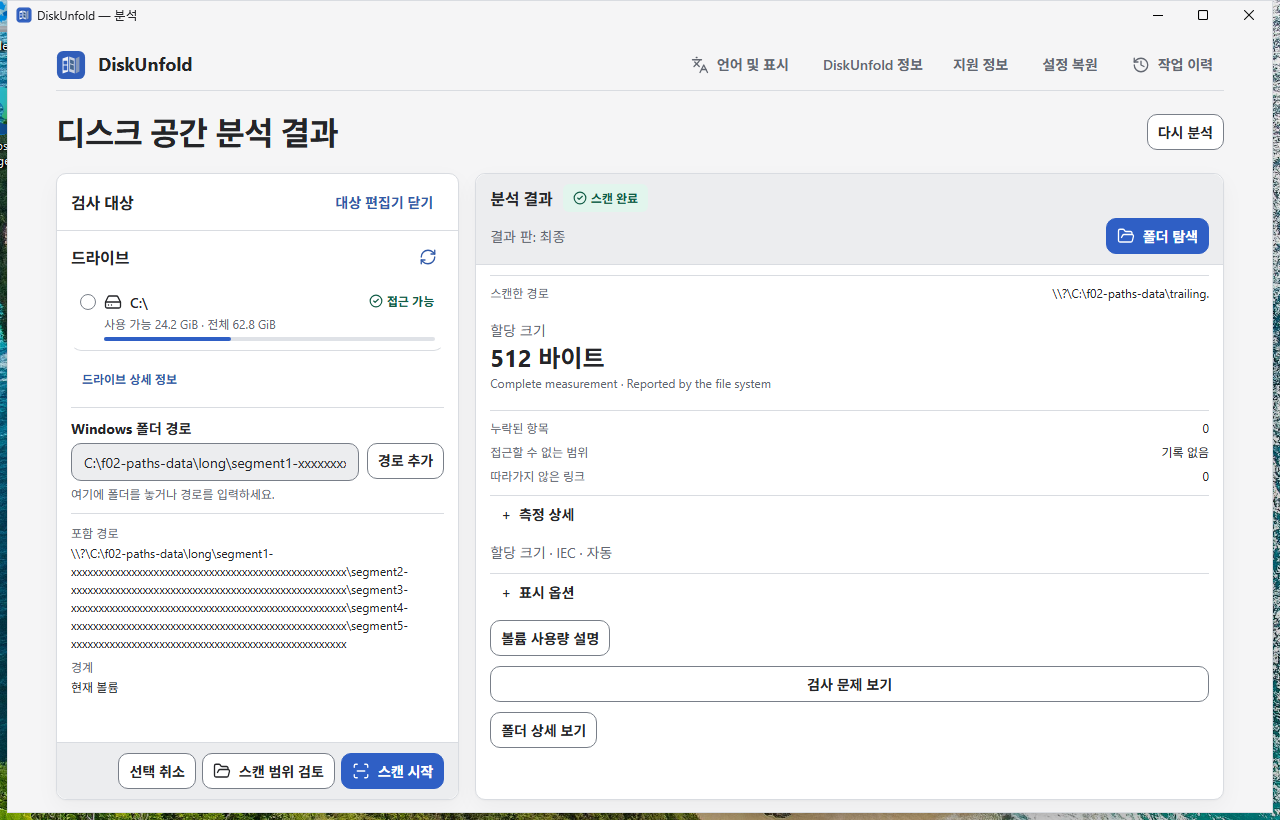 DiskUnfold — 분석
DiskUnfold
언어 및 표시
DiskUnfold 정보
지원 정보
설정 복원
작업 이력
디스크 공간 분석 결과
다시 분석
검사 대상
대상 편집기 닫기
드라이브
C:\
접근 가능
사용 가능 24.2 GiB · 전체 62.8 GiB
드라이브 상세 정보
Windows 폴더 경로
C:\f02-paths-data\long\segment1-xxxxxxx
경로 추가
여기에 폴더를 놓거나 경로를 입력하세요.
포함 경로
\\?\C:\f02-paths-data\long\segment1-
xxxxxxxxxxxxxxxxxxxxxxxxxxxxxxxxxxxxxxxxxxxxxxxxxx\segment2-
xxxxxxxxxxxxxxxxxxxxxxxxxxxxxxxxxxxxxxxxxxxxxxxxxx\segment3-
xxxxxxxxxxxxxxxxxxxxxxxxxxxxxxxxxxxxxxxxxxxxxxxxxx\segment4-
xxxxxxxxxxxxxxxxxxxxxxxxxxxxxxxxxxxxxxxxxxxxxxxxxx\segment5-
xxxxxxxxxxxxxxxxxxxxxxxxxxxxxxxxxxxxxxxxxxxxxxxxxx
경계
현재 볼륨
선택 취소
스캔 범위 검토
스캔 시작
분석 결과
스캔 완료
결과 판: 최종
폴더 탐색
스캔한 경로
\\?\C:\f02-paths-data\trailing.
할당 크기
512 바이트
Complete measurement · Reported by the file system
누락된 항목
0
접근할 수 없는 범위
기록 없음
따라가지 않은 링크
0
+ 측정 상세
할당 크기 · IEC · 자동
+ 표시 옵션
볼륨 사용량 설명
검사 문제 보기
폴더 상세 보기